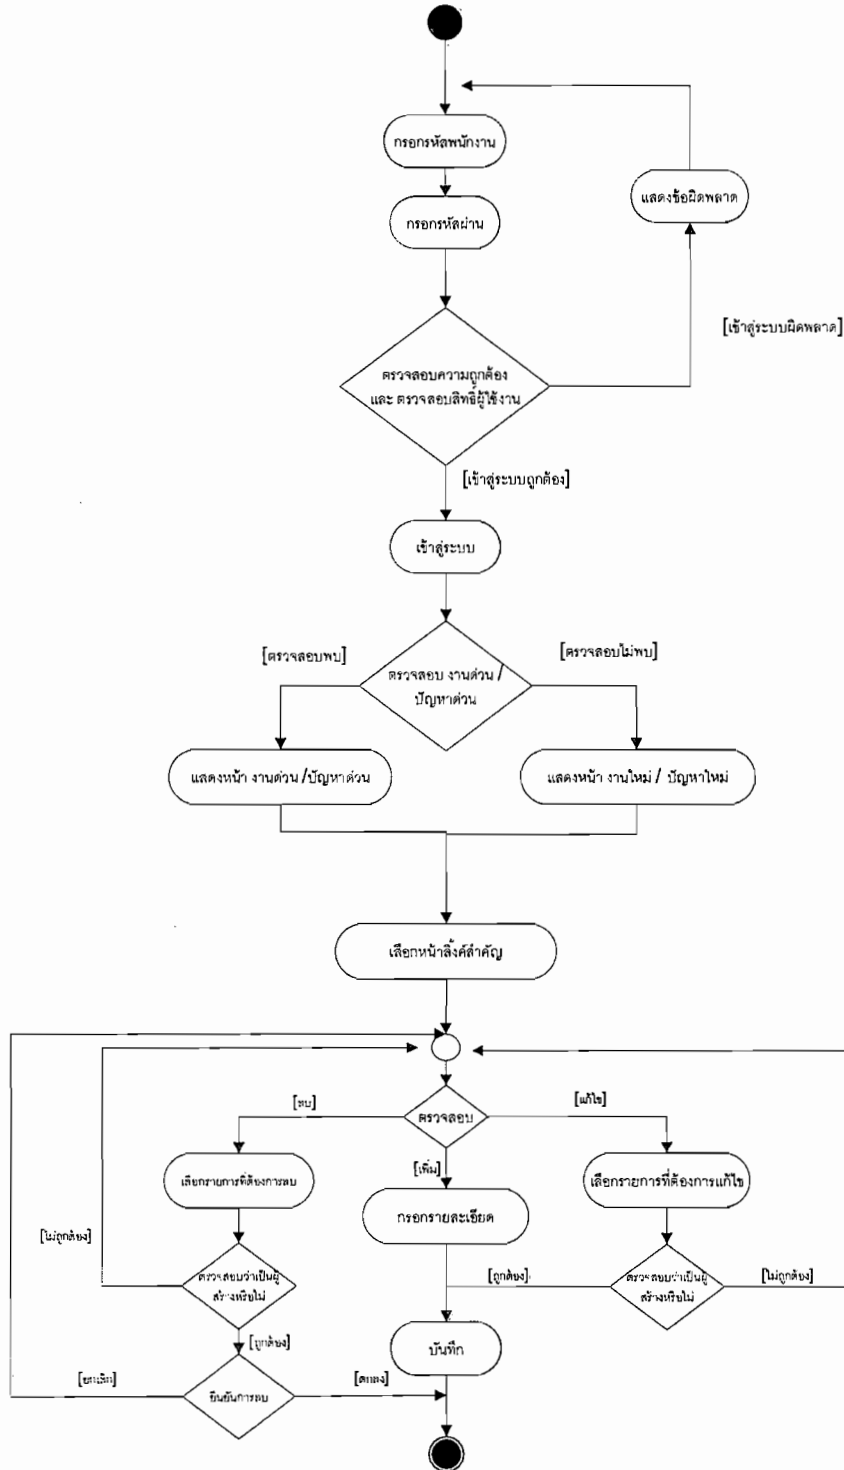 กรอกรหัสพนักงาน
แสดงข้อผิดพลาด
กรอกรหัสผ่าน
[เข้าสู่ระบบผิดพลาด]
ตรวจสอบความถูกต้อง
และ ตรวจสอบสิทธิ์ผู้ใช้งาน
[เข้าสู่ระบบถูกต้อง]
เข้าสู่ระบบ
[ตรวจสอบพบ]
[ตรวจสอบไม่พบ]
ตรวจสอบ งานด่วน /
ปัญหาด่วน
แสดงหน้า งานด่วน /ปัญหาด่วน
แสดงหน้า งานใหม่ / ปัญหาใหม่
เลือกหน้าลิ้งค์สำคัญ
[ลบ]
[แก้ไข]
ตรวจสอบ
[เพิ่ม]
เลือกรายการที่ต้องการลบ
เลือกรายการที่ต้องการแก้ไข
กรอกรายละเอียด
[ไม่ถูกต้อง]
ตรวจสอบว่าเป็นผู้
สร้างหรือไม่
[ถูกต้อง]
ตรวจสอบว่าเป็นผู้
สร้างหรือไม่
[ไม่ถูกต้อง]
[ถูกต้อง]
บันทึก
[ยกเลิก]
ยืนยันการลบ
[ตกลง]